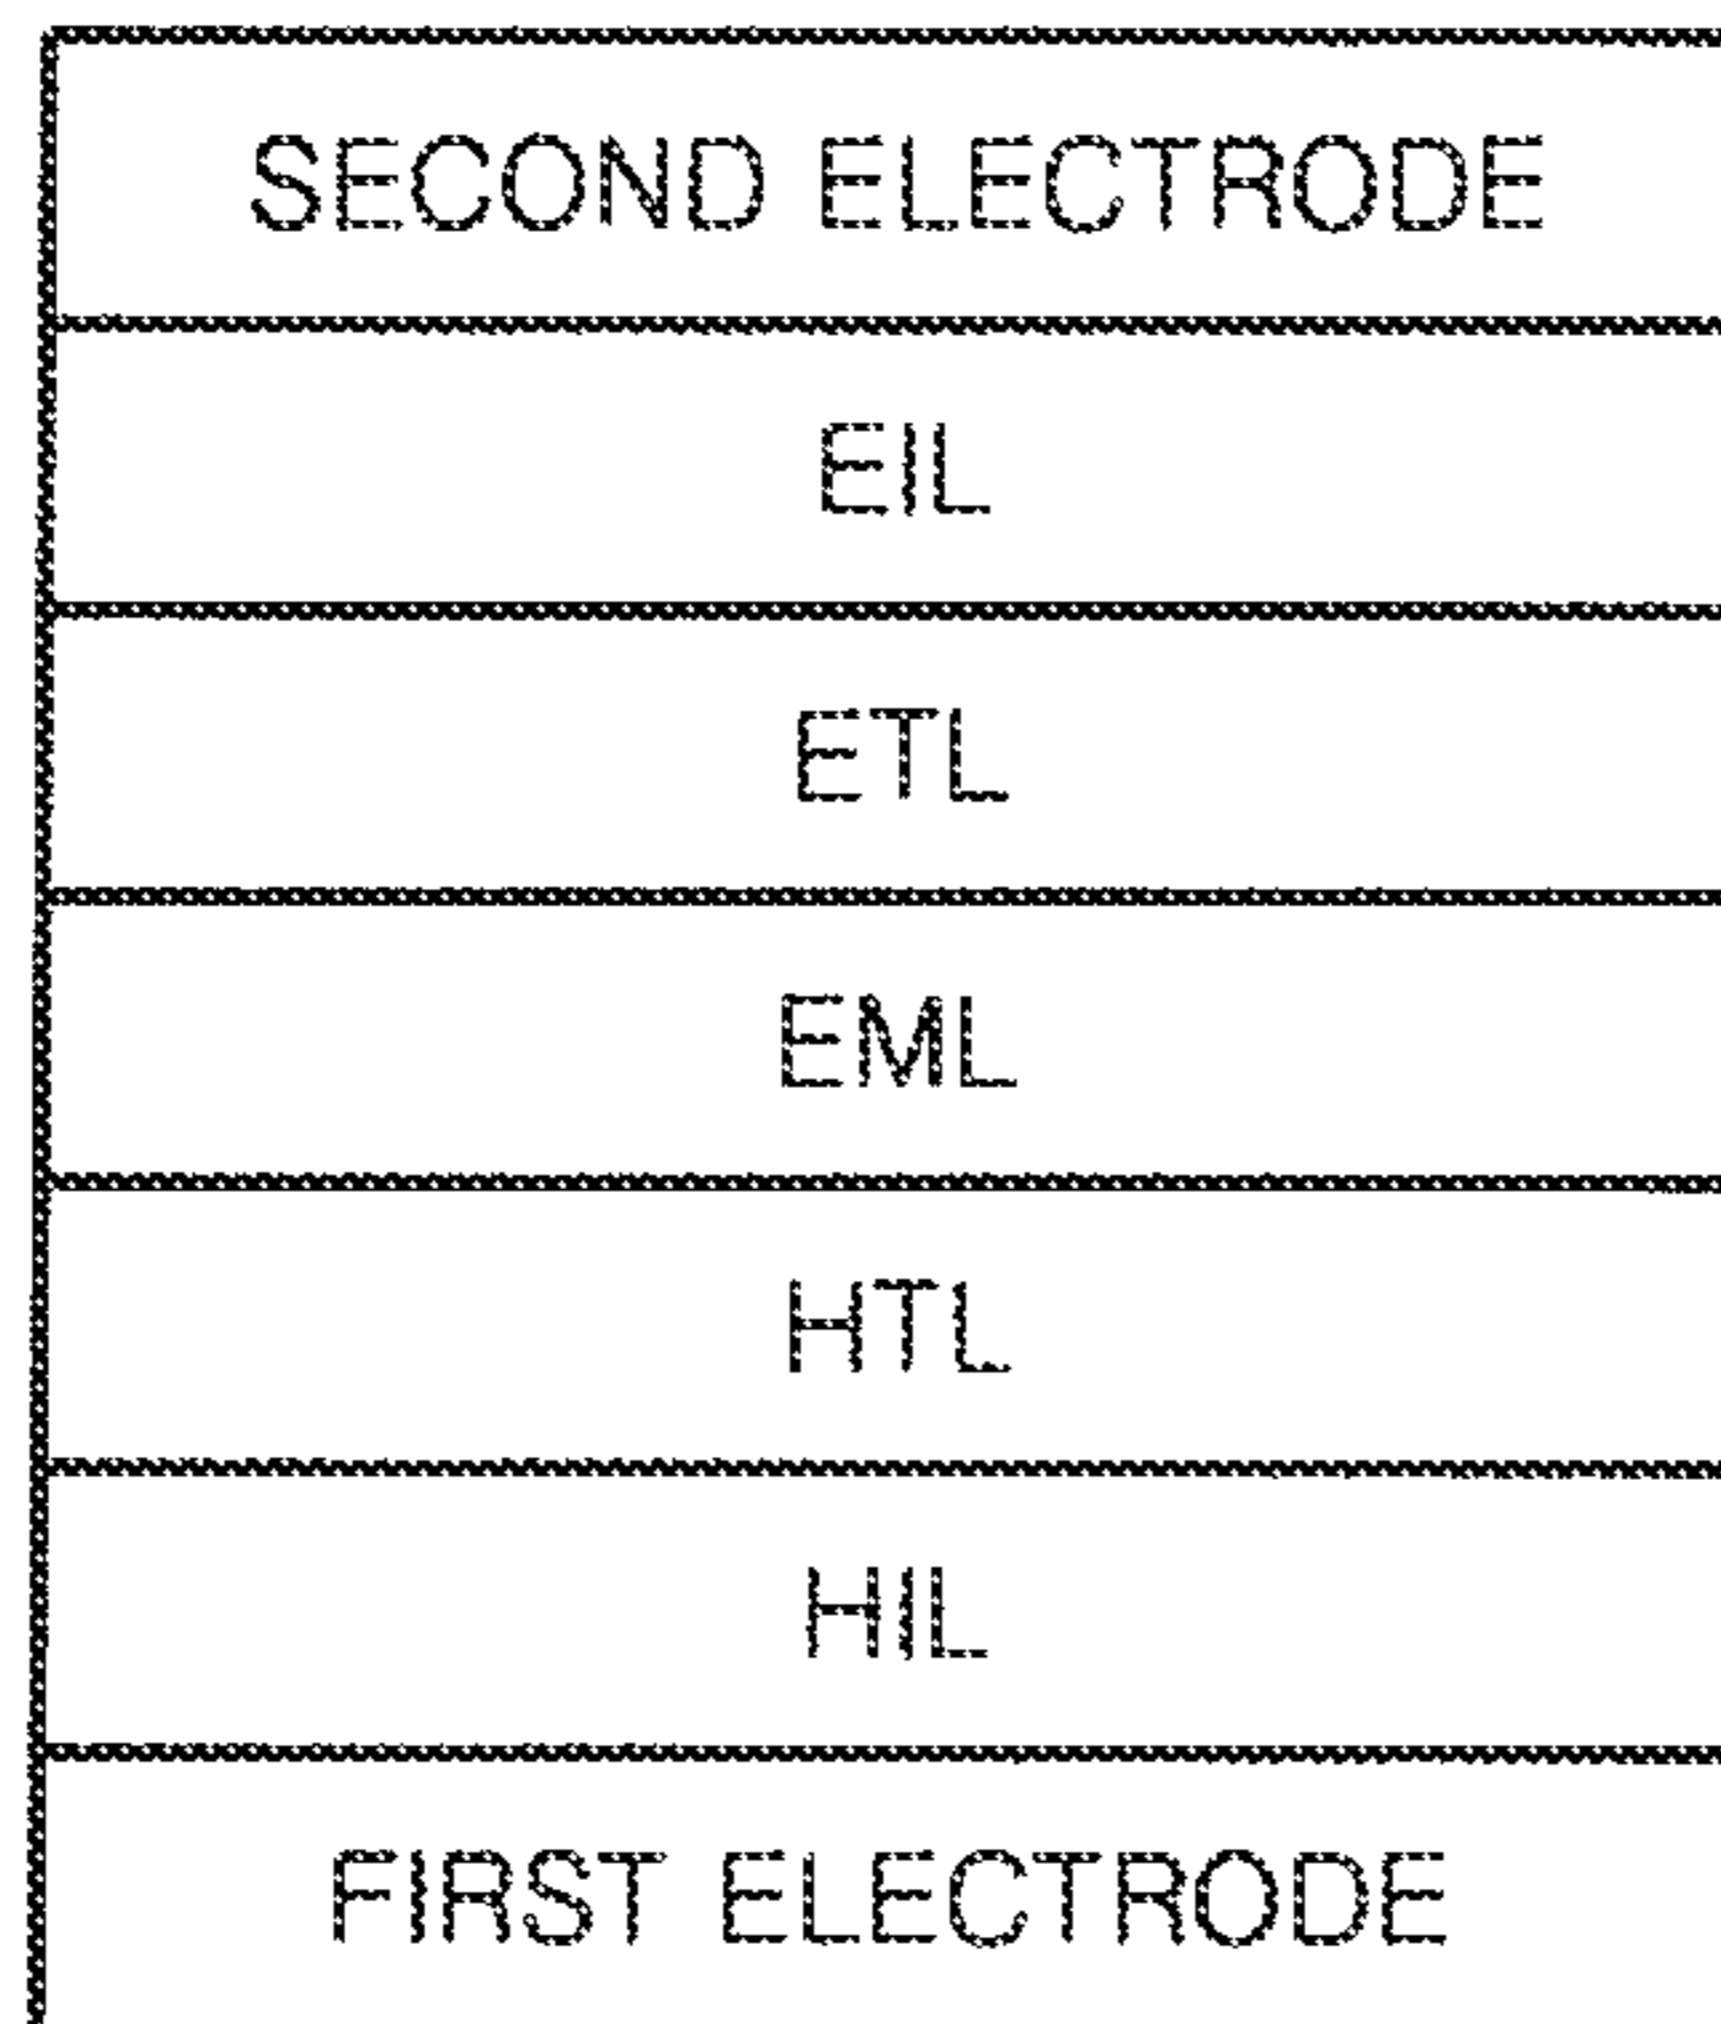 SECOND ELECTRODE
EIL
ETL
EML
HTL
HIL
FIRST ELECTRODE